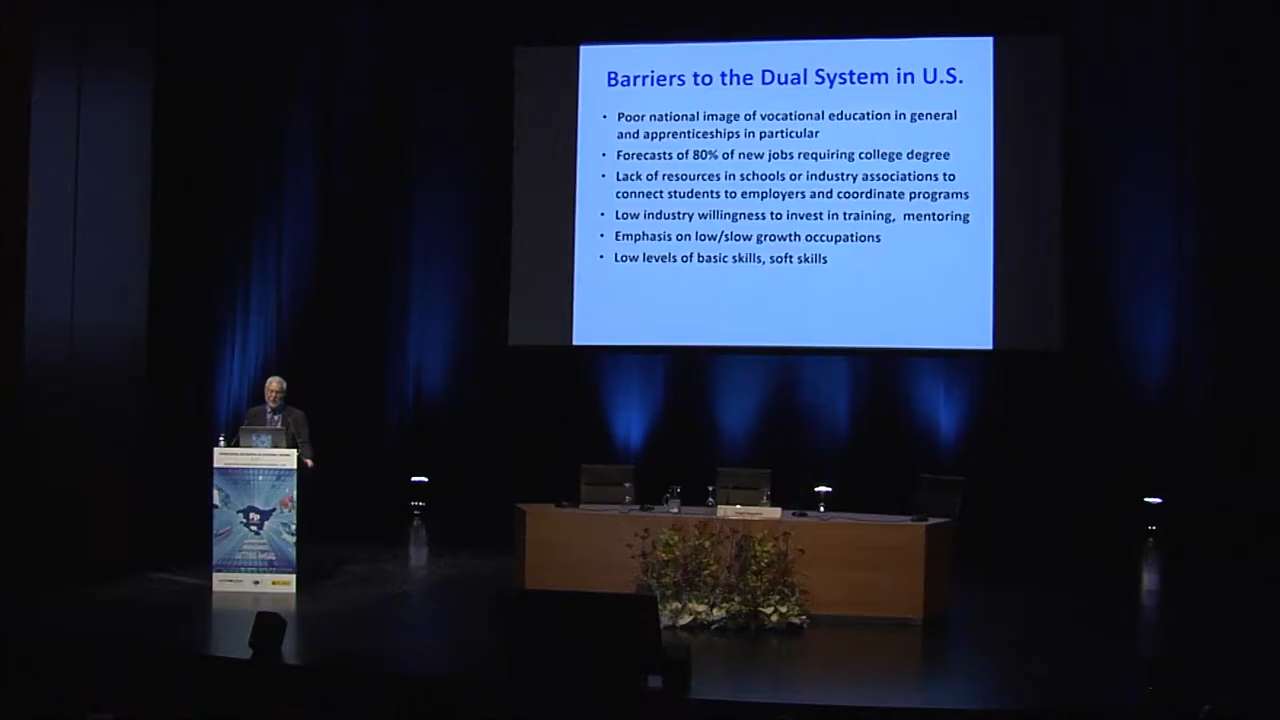 Barriers to the Dual System in U.S.
• Poor national image of vocational education in general
and apprenticeships in particular
• Forecasts of 80% of new jobs requiring college degree
• Lack of resources in schools or industry associations to
connect students to employers and coordinate programs
• Low industry willingness to invest in training, mentoring
• Emphasis on low/slow growth occupations
• Low levels of basic skills, soft skills
Fp